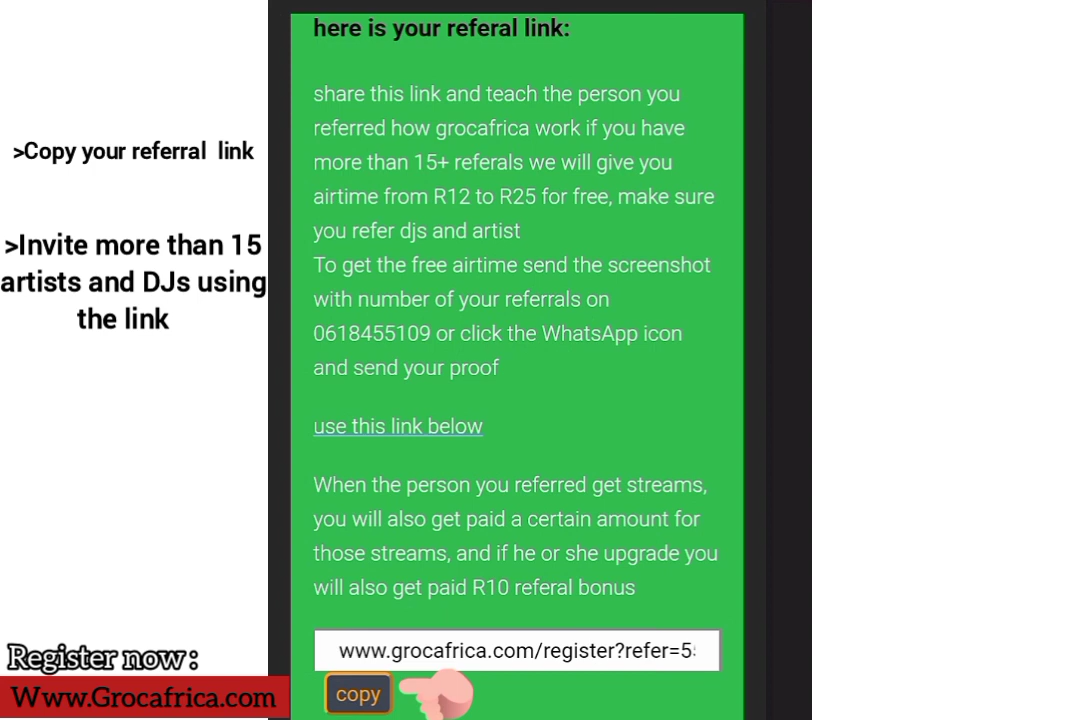 here is your referal link:
share this link and teach the person you
referred how grocafrica work if you have
more than 15+ referals we will give you
airtime from R12 to R25 for free, make sure
you refer djs and artist
To get the free airtime send the screenshot
with number of your referrals on
0618455109 or click the WhatsApp icon
and send your proof
use this link below
When the person you referred get streams,
you will also get paid a certain amount for
those streams, and if he or she upgrade you
will also get paid R10 referal bonus
www.grocafrica.com/register?refer=5
copy
>Copy your referral link
>Invite more than 15
artists and DJs using
the link
Register now:
Www.Grocafrica.com